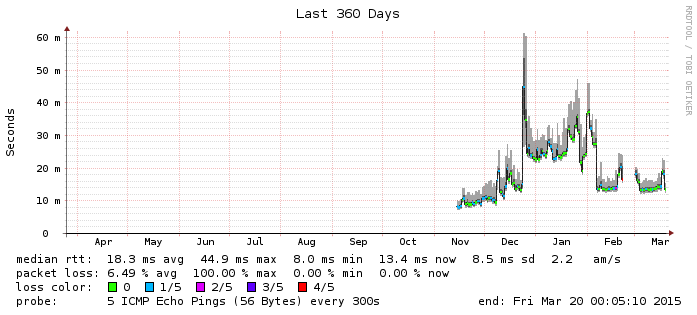 Last 360 Days
RRDTOOL / TOBI OETIKER
Seconds
60 m
50 m
40 m
30 m
20 m
10 m
0
Apr May Jun Jul Aug Sep Oct Nov Dec Jan Feb Mar
median rtt: 18.3 ms avg 44.9 ms max 8.0 ms min 13.4 ms now 8.5 ms sd 2.2 am/s
packet loss: 6.49 % avg 100.00 % max 0.00 % min 0.00 % now
loss color: 0 1/5 2/5 3/5 4/5
probe: 5 ICMP Echo Pings (56 Bytes) every 300s end: Fri Mar 20 00:05:10 2015